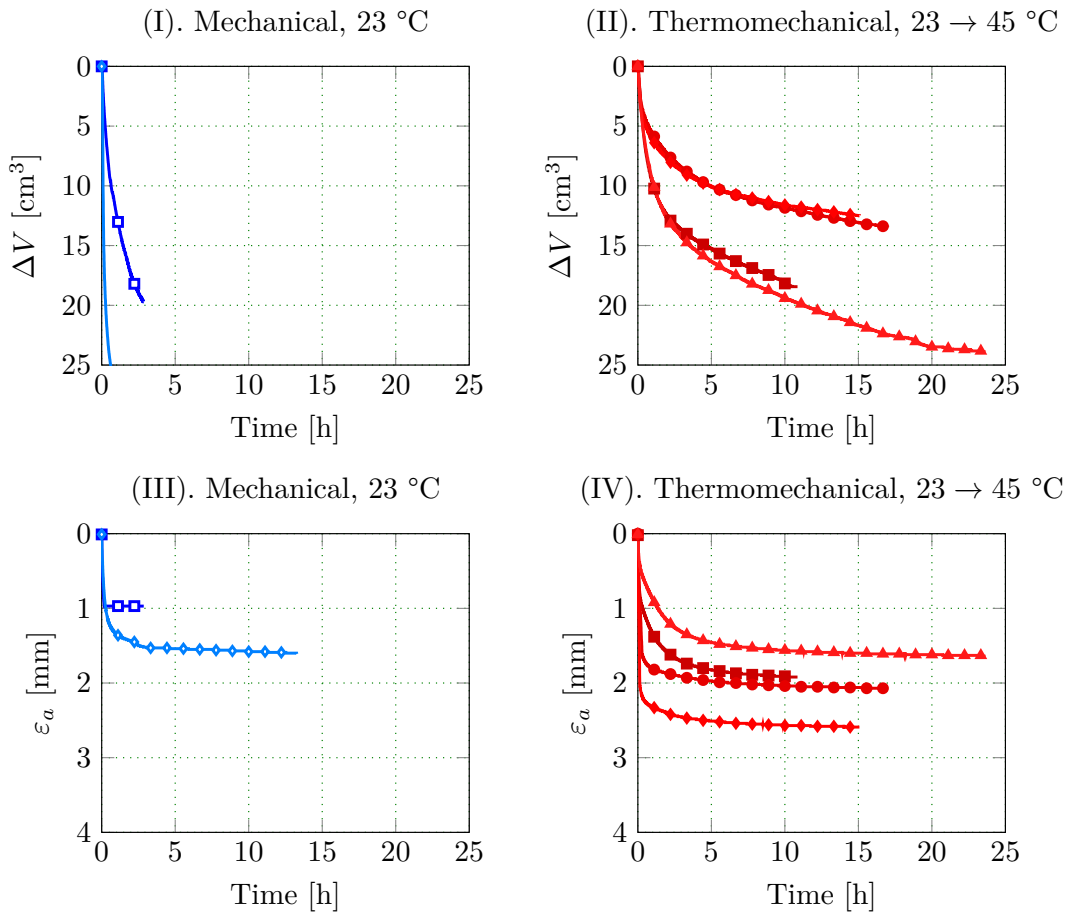 (I). Mechanical, 23 °C
0
5
10
15
20
25
0 5 10 15 20 25
ΔV [cm³]
Time [h]
(II). Thermomechanical, 23 → 45 °C
0
5
10
15
20
25
0 5 10 15 20 25
ΔV [cm³]
Time [h]
(III). Mechanical, 23 °C
0
1
2
3
4
0 5 10 15 20 25
εₐ [mm]
Time [h]
(IV). Thermomechanical, 23 → 45 °C
0
1
2
3
4
0 5 10 15 20 25
εₐ [mm]
Time [h]